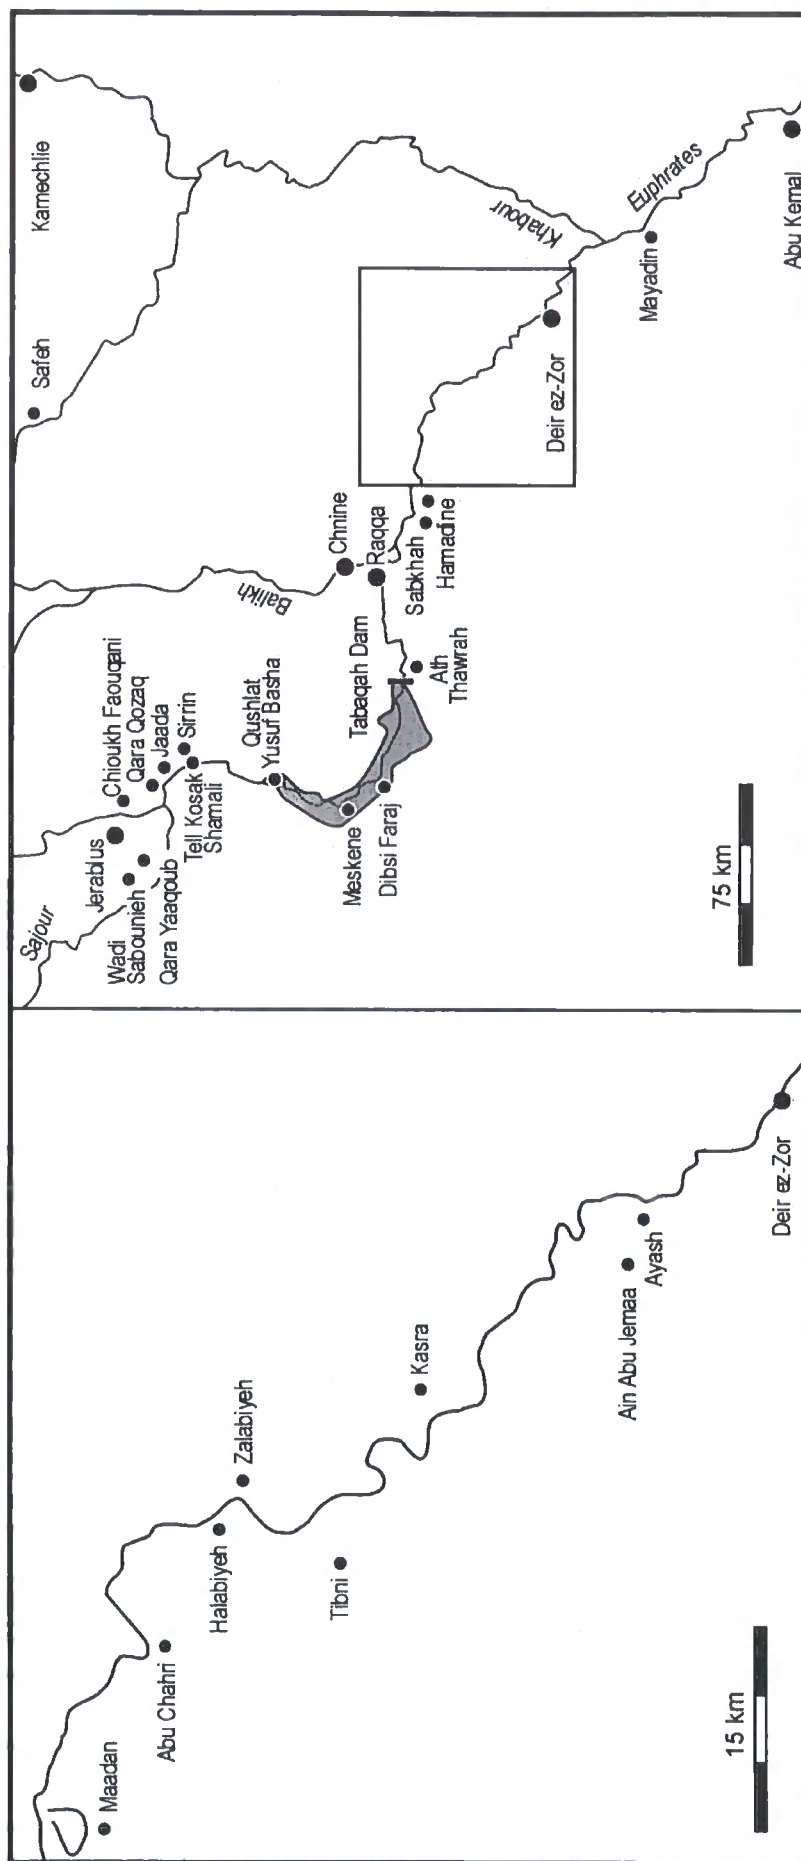 Maadan
Abu Chahri
Halabiyeh
Zalabiyeh
Tibni
Kasra
Ain Abu Jemaa
Ayash
Deir ez-Zor
15 km
Sajour
Jerablus
Wadi
Sabounieh
Qara Yaaqoub
Chioukh Faouqani
Qara Qozaq
Jaada
Sirrin
Tell Kosak
Shamali
Qushlat
Yusuf Basha
Meskene
Dibsi Faraj
Tabaqah Dam
Ath
Thawrah
Balikh
Chnine
Raqqa
Sabkhah
Hamadine
Safeh
Kamechlie
Khabour
Euphrates
Deir ez-Zor
Mayadin
Abu Kemal
75 km